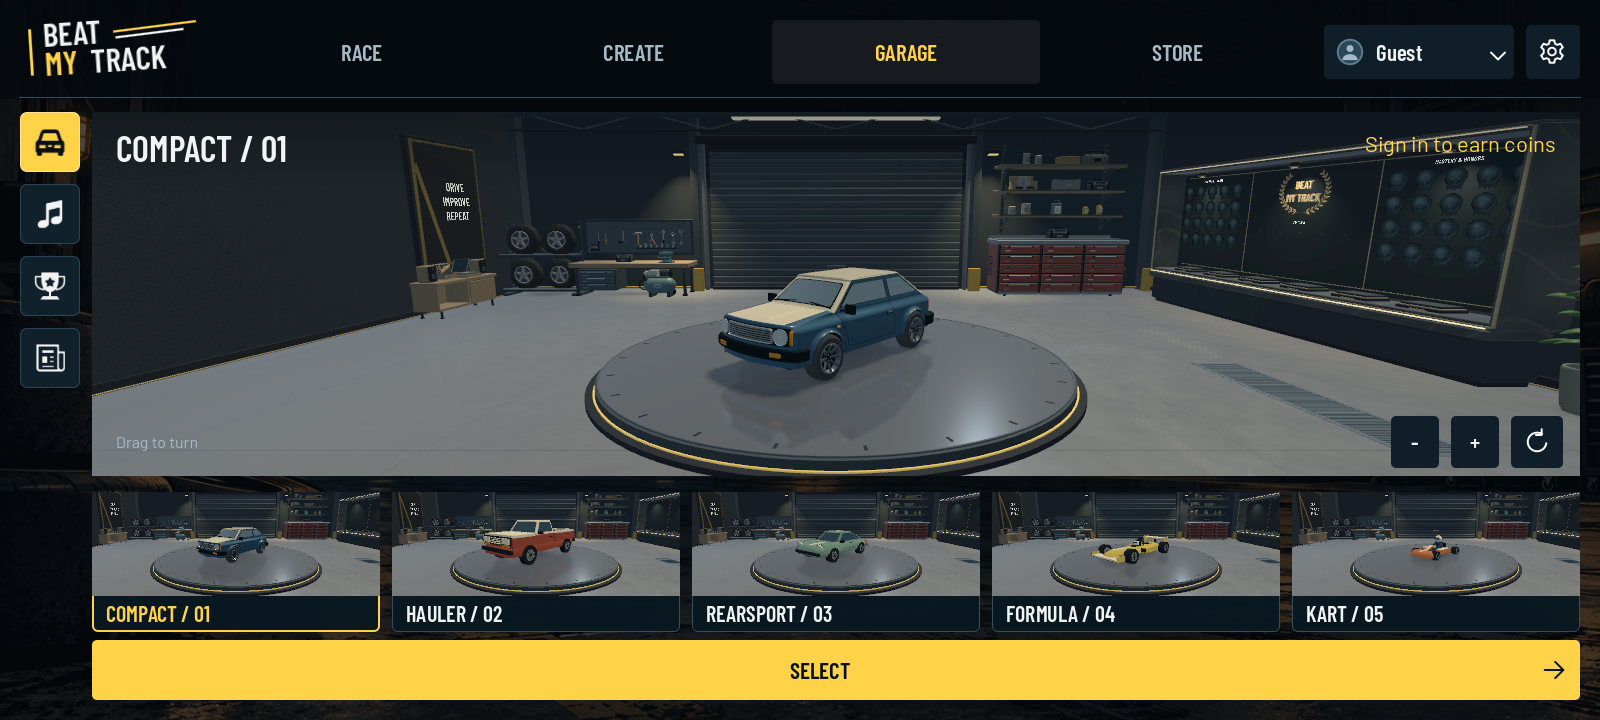 BEAT
MY TRACK
RACE
CREATE
GARAGE
STORE
Guest
COMPACT / 01
Sign in to earn coins
DRIVE
IMPROVE
REPEAT
BEAT
MY TRACK
Drag to turn
-
+
COMPACT / 01
HAULER / 02
REARSPORT / 03
FORMULA / 04
KART / 05
SELECT